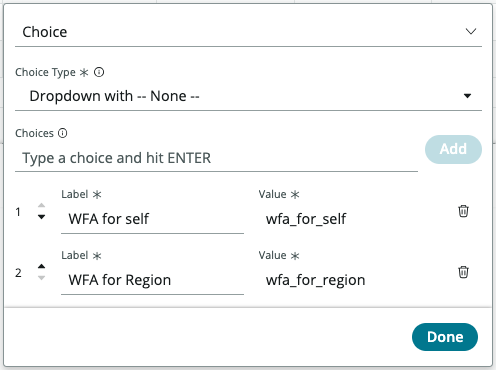 Choice
Choice Type *
Dropdown with -- None --
Choices
Type a choice and hit ENTER
Add
Label * Value *
1 WFA for self wfa_for_self
Label * Value *
2 WFA for Region wfa_for_region
Done